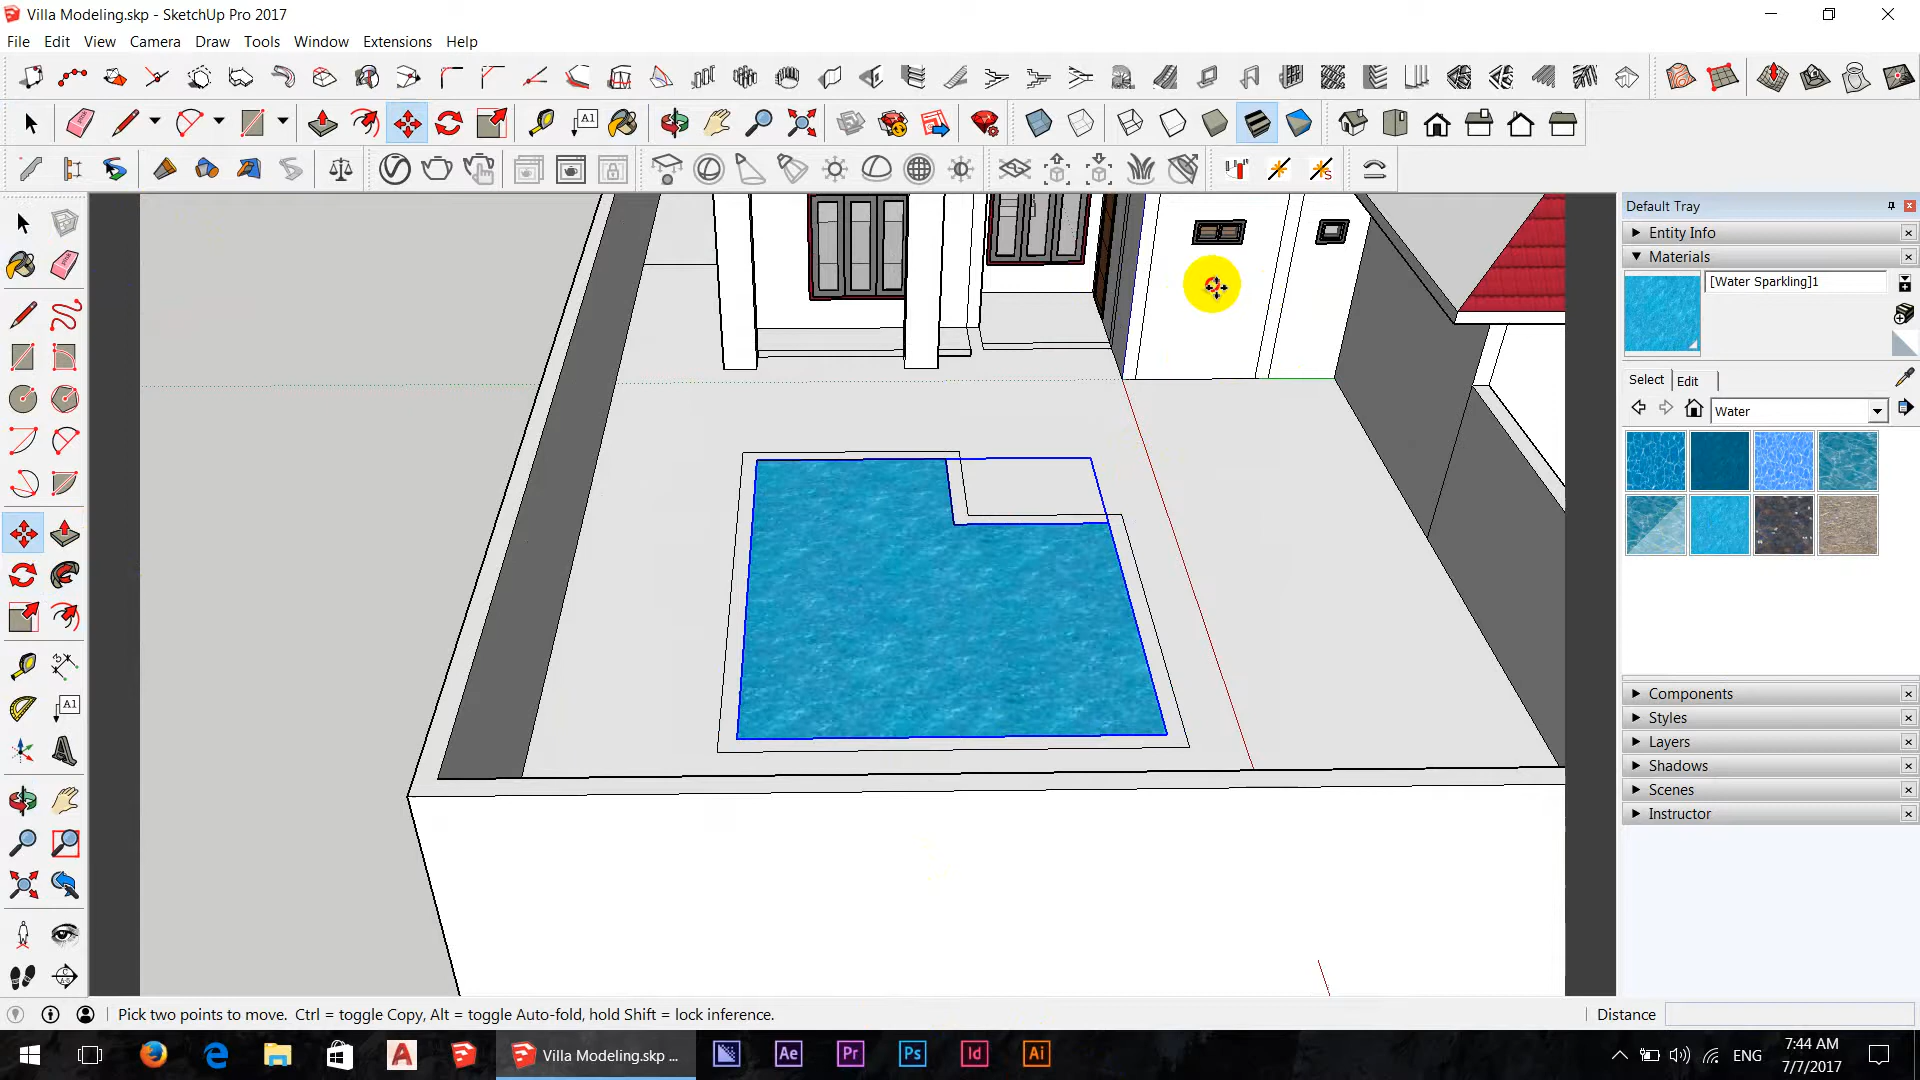 Villa Modeling.skp - SketchUp Pro 2017
File Edit View Camera Draw Tools Window Extensions Help
A1
Default Tray
Entity Info
Materials
[Water Sparkling]1
Select Edit
Water
A1
Components
Styles
Layers
Shadows
Scenes
Instructor
Pick two points to move. Ctrl = toggle Copy, Alt = toggle Auto-fold, hold Shift = lock inference.
Distance
Villa Modeling.skp ...
Ae
Pr
Ps
Id
Ai
ENG
7:44 AM
7/7/2017